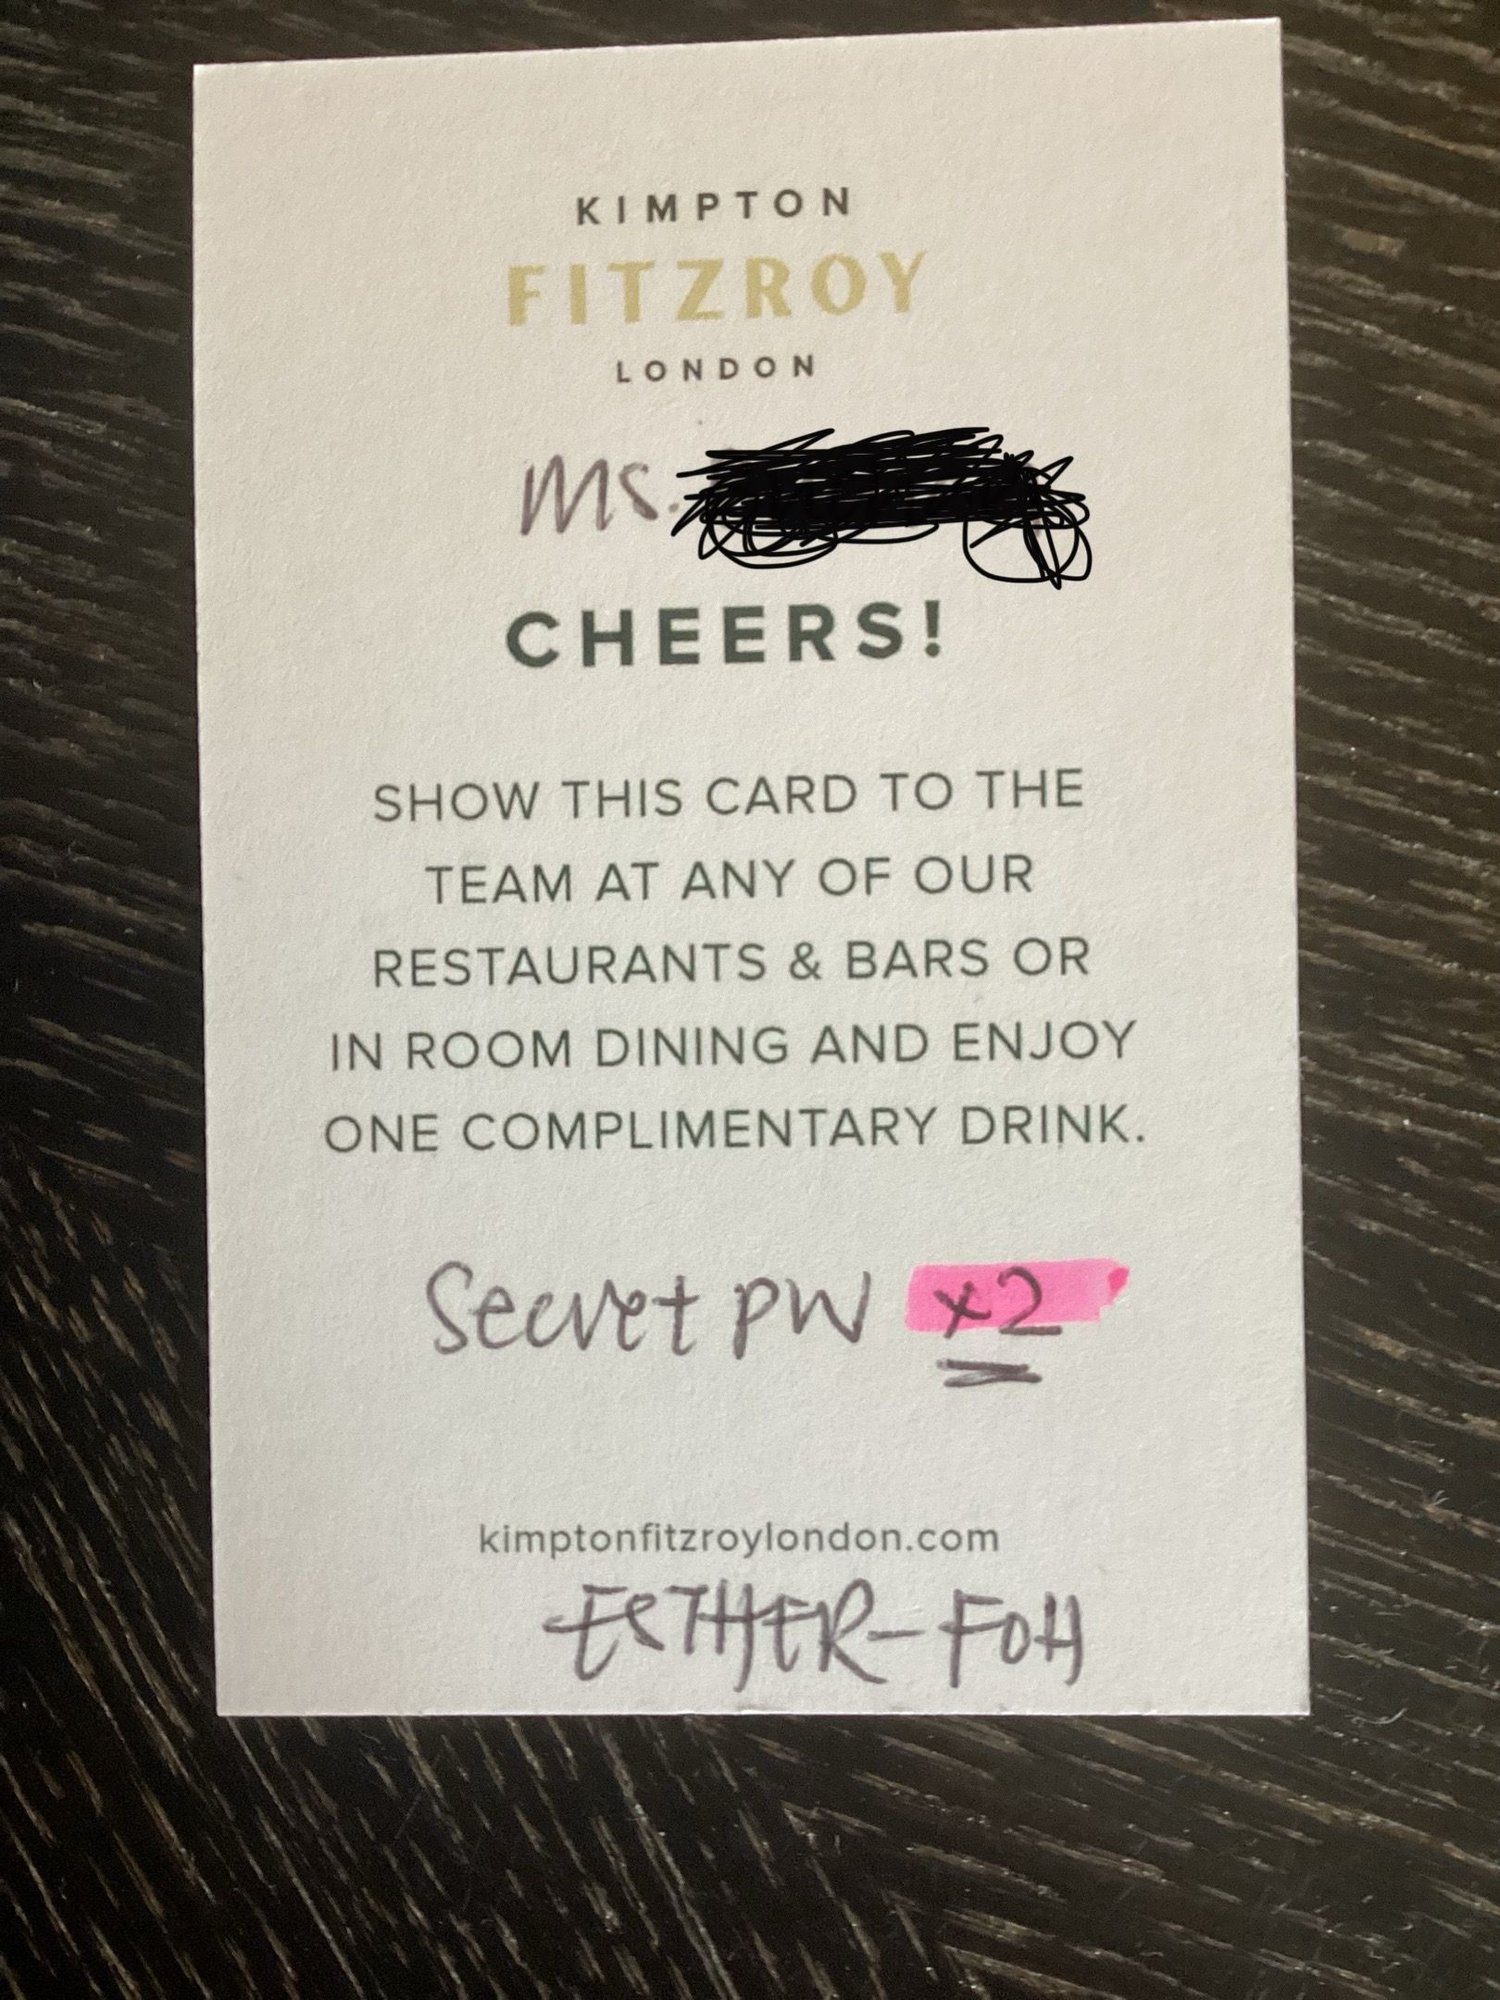 KIMPTON
FITZROY
LONDON
Ms.
CHEERS!
SHOW THIS CARD TO THE
TEAM AT ANY OF OUR
RESTAURANTS & BARS OR
IN ROOM DINING AND ENJOY
ONE COMPLIMENTARY DRINK.
Secret PW x2
kimptonfitzroylondon.com
ESTHER-FOH